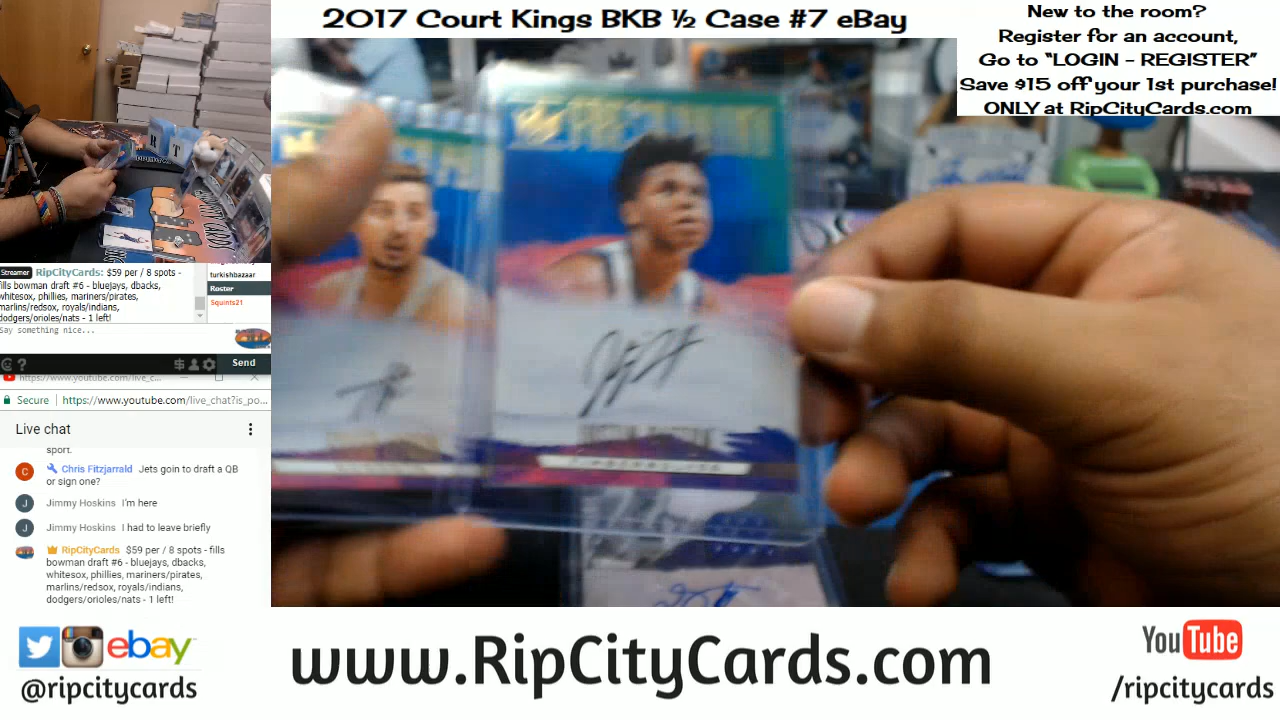 2017 Court Kings BKB ½ Case #7 eBay
New to the room?
Register for an account,
Go to “LOGIN – REGISTER”
Save $15 off your 1st purchase!
ONLY at RipCityCards.com
Streamer RipCityCards: $59 per / 8 spots -
fills bowman draft #6 - bluejays, dbacks,
whitesox, phillies, mariners/pirates,
marlins/redsox, royals/indians,
dodgers/orioles/nats - 1 left!
turkishbazaar
Roster
Squints21
Say something nice...
Send
https://www.youtube.com/live_c...
Secure https://www.youtube.com/live_chat?is_po...
Live chat
sport.
C Chris Fitzjarrald Jets goin to draft a QB
or sign one?
J Jimmy Hoskins I'm here
J Jimmy Hoskins I had to leave briefly
RipCityCards $59 per / 8 spots - fills
bowman draft #6 - bluejays, dbacks,
whitesox, phillies, mariners/pirates,
marlins/redsox, royals/indians,
dodgers/orioles/nats - 1 left!
ebay
@ripcitycards
www.RipCityCards.com
YouTube
/ripcitycards